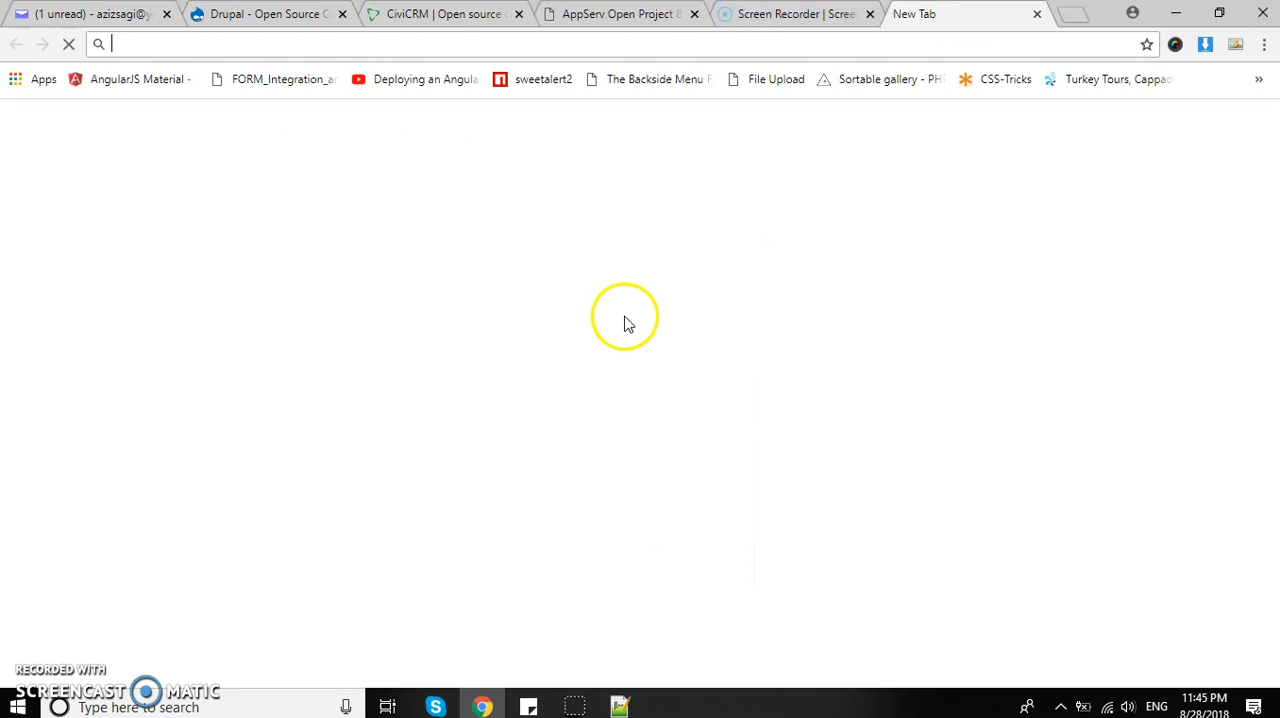 (1 unread) - azizsagi@y
Drupal - Open Source C
CiviCRM | Open source c
AppServ Open Project &
Screen Recorder | Scree
New Tab
Apps
AngularJS Material -
FORM_Integration_ar
Deploying an Angula
sweetalert2
The Backside Menu F
File Upload
Sortable gallery - PH
CSS-Tricks
Turkey Tours, Cappad
»
RECORDED WITH
SCREENCAST MATIC
Type here to search
ENG
11:45 PM
8/28/2018